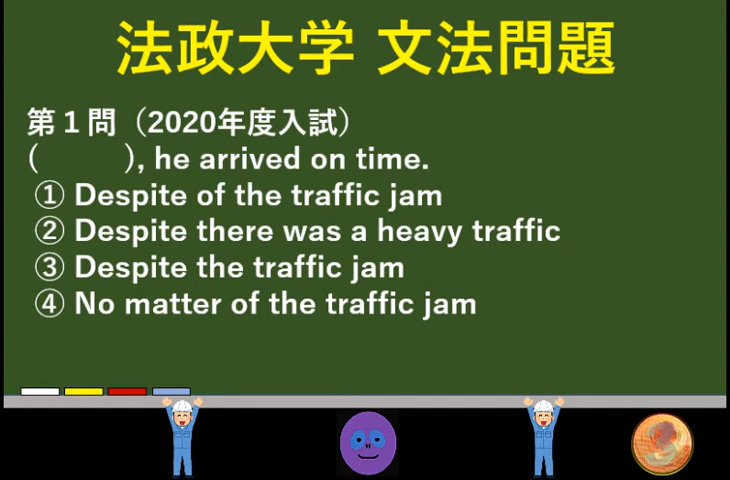 法政大学 文法問題
第１問（2020年度入試）
(          ), he arrived on time.
① Despite of the traffic jam
② Despite there was a heavy traffic
③ Despite the traffic jam
④ No matter of the traffic jam